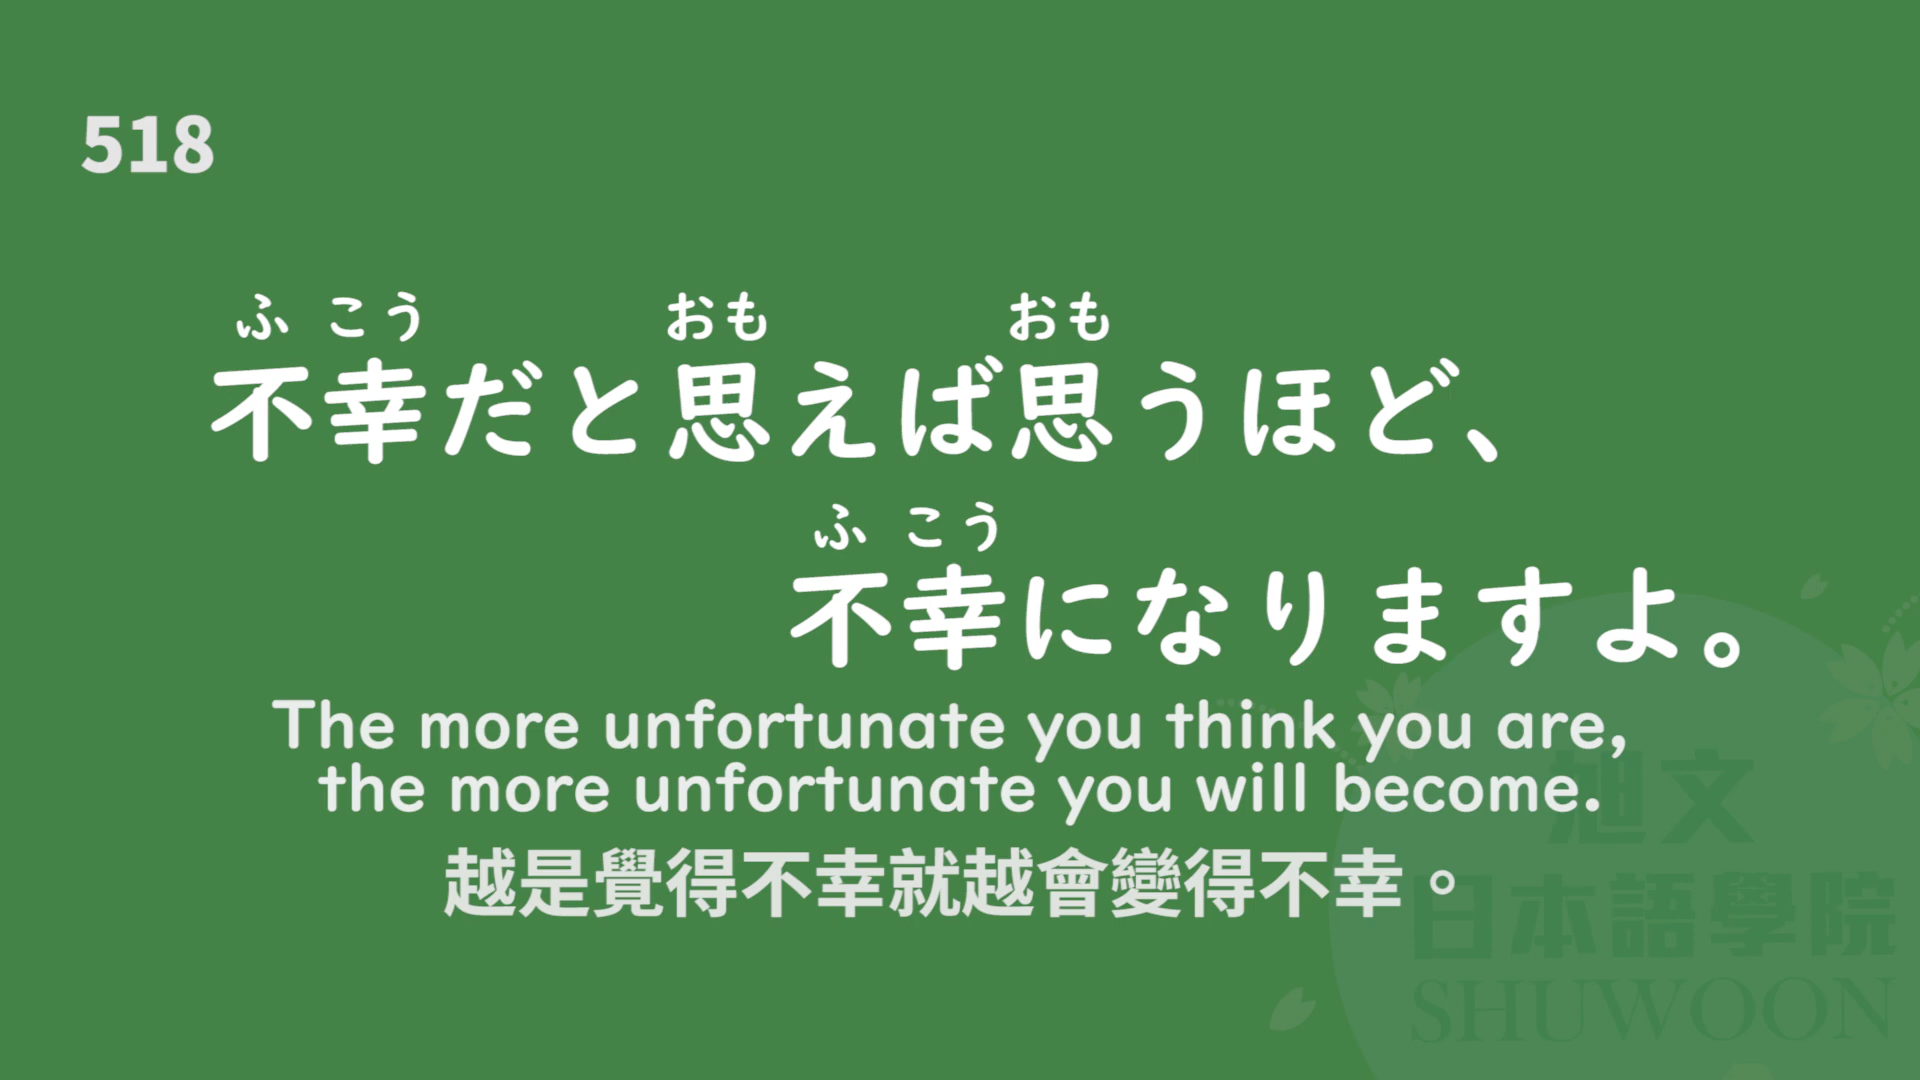 518
ふ こう おも おも
不幸だと思えば思うほど、
ふ こう
不幸になりますよ。
The more unfortunate you think you are,
the more unfortunate you will become.
越是覺得不幸就越會變得不幸。
旭文
日本語學院
SHUWOON